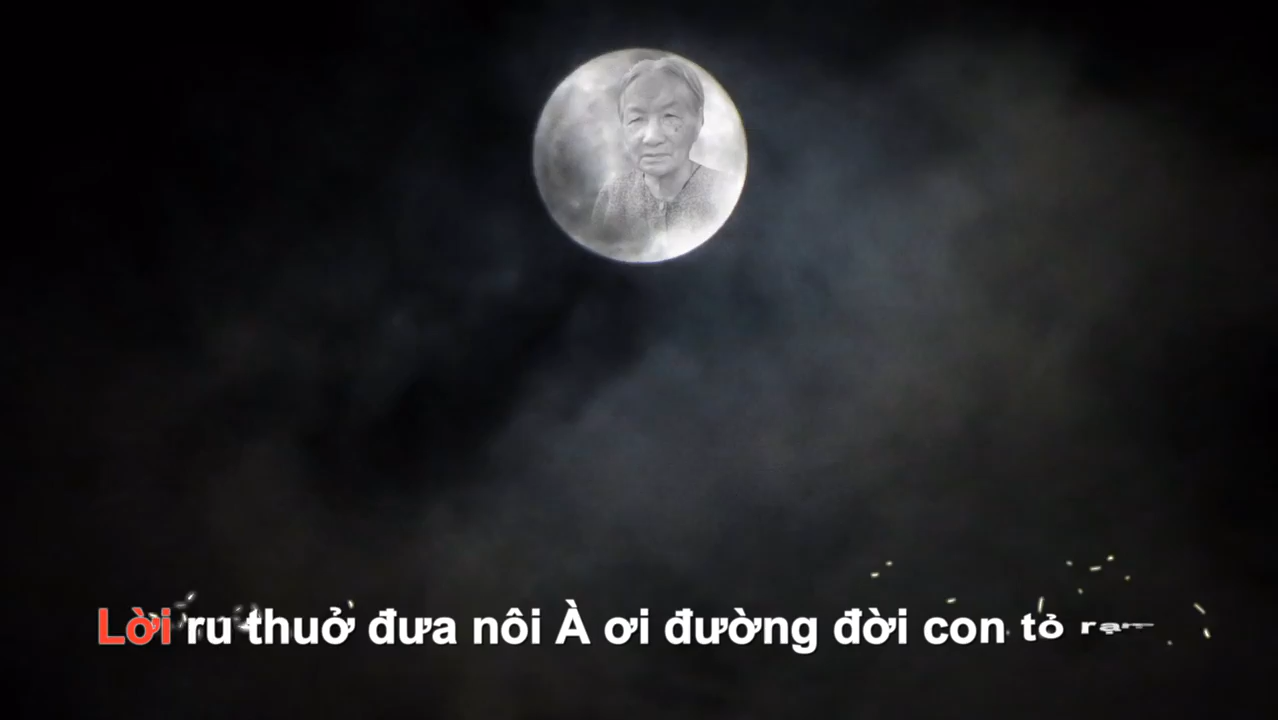 Lời ru thuở đưa nôi À ơi đường đời con tỏ